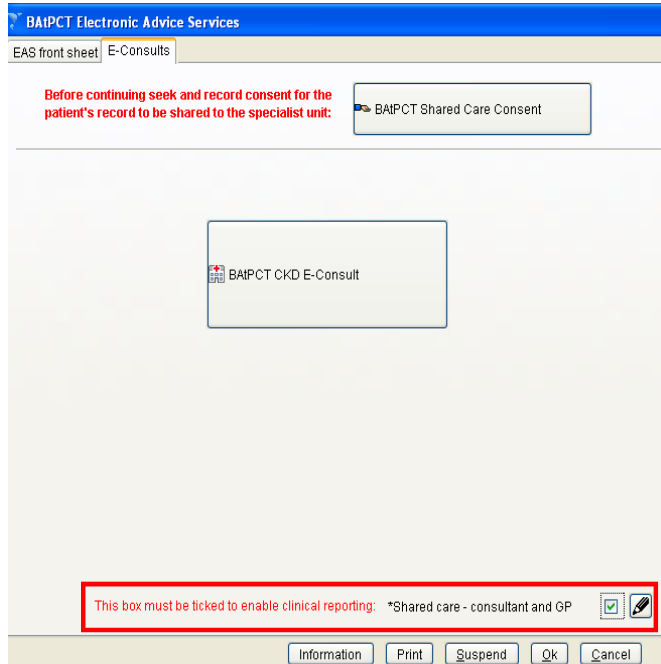 BAtPCT Electronic Advice Services
EAS front sheet E-Consults
Before continuing seek and record consent for the
patient's record to be shared to the specialist unit:
BAtPCT Shared Care Consent
BAtPCT CKD E-Consult
This box must be ticked to enable clinical reporting: *Shared care - consultant and GP
Information Print Suspend Ok Cancel